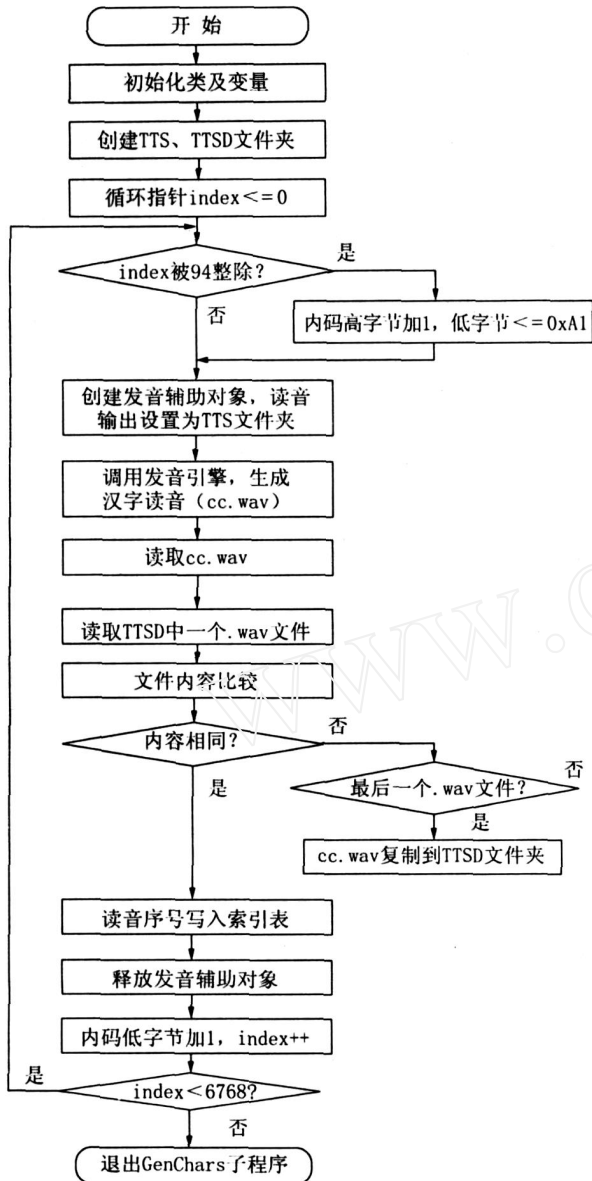 开 始
初始化类及变量
创建TTS、TTSD文件夹
循环指针index<=0
index被94整除?
是
否
内码高字节加1, 低字节<=0xA1
创建发音辅助对象, 读音
输出设置为TTS文件夹
调用发音引擎, 生成
汉字读音 (cc.wav)
读取cc.wav
读取TTSD中一个.wav文件
文件内容比较
内容相同?
否
是
最后一个.wav文件?
否
是
cc.wav复制到TTSD文件夹
读音序号写入索引表
释放发音辅助对象
内码低字节加1, index++
是
index<6768?
否
退出GenChars子程序